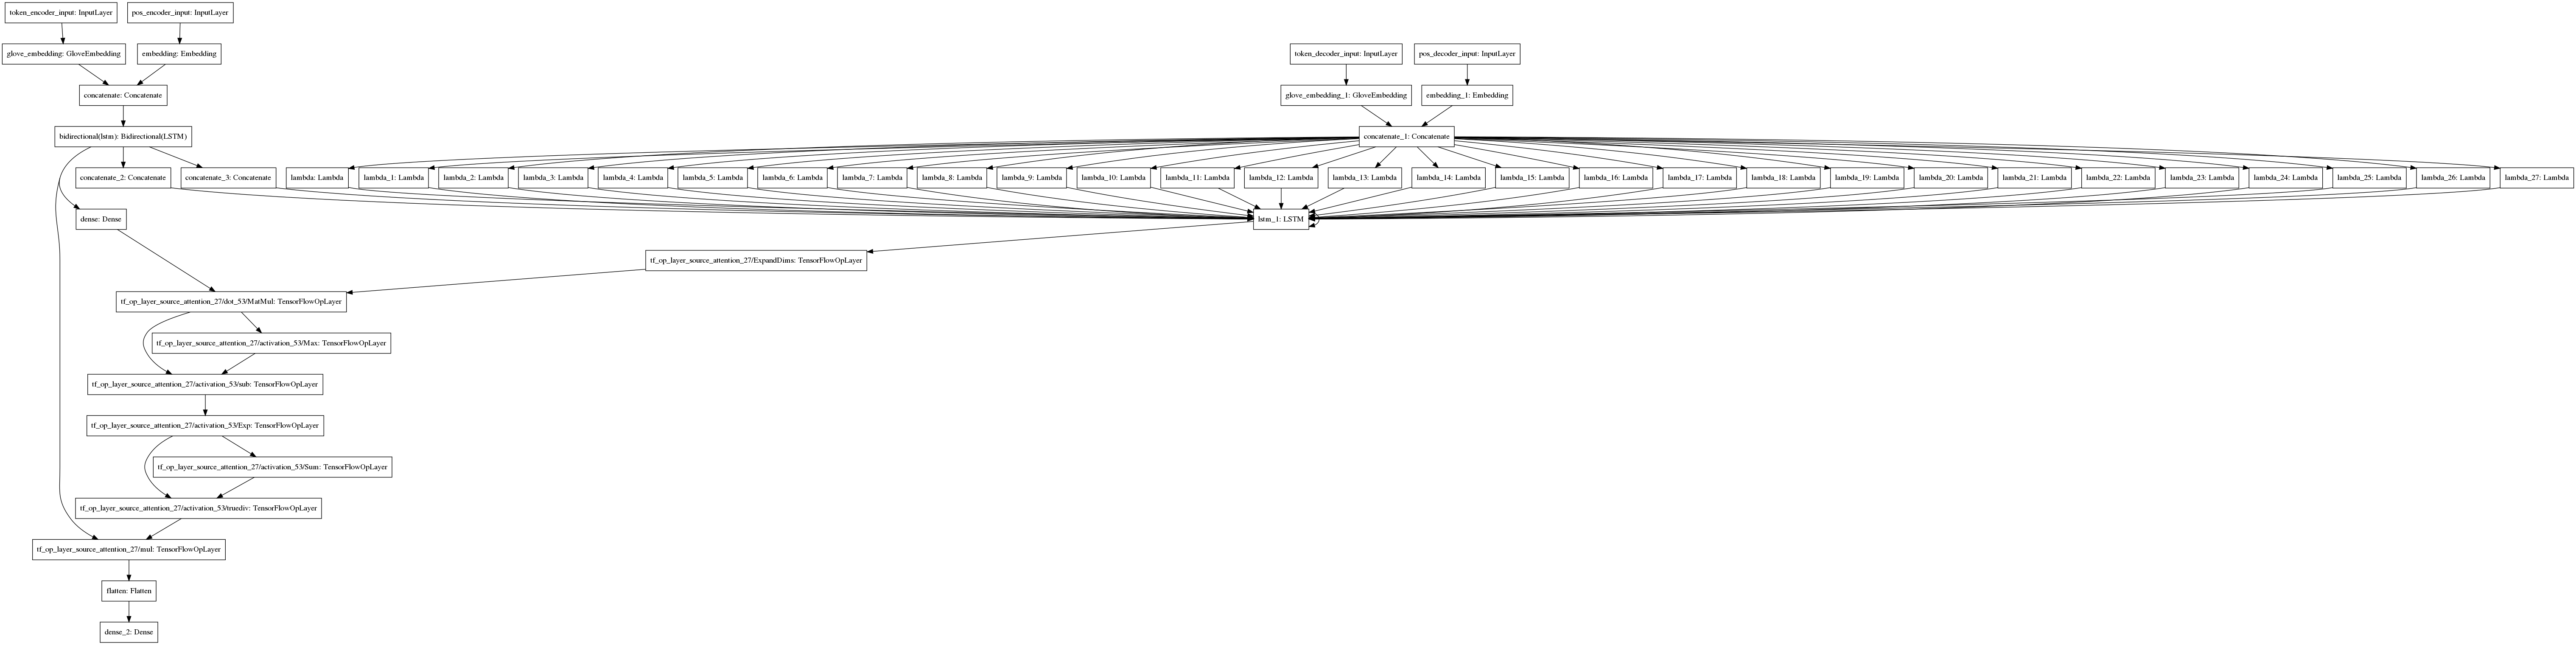 token_encoder_input: InputLayer
pos_encoder_input: InputLayer
glove_embedding: GloveEmbedding
embedding: Embedding
token_decoder_input: InputLayer
pos_decoder_input: InputLayer
concatenate: Concatenate
glove_embedding_1: GloveEmbedding
embedding_1: Embedding
bidirectional(lstm): Bidirectional(LSTM)
concatenate_1: Concatenate
concatenate_2: Concatenate
concatenate_3: Concatenate
lambda: Lambda
lambda_1: Lambda
lambda_2: Lambda
lambda_3: Lambda
lambda_4: Lambda
lambda_5: Lambda
lambda_6: Lambda
lambda_7: Lambda
lambda_8: Lambda
lambda_9: Lambda
lambda_10: Lambda
lambda_11: Lambda
lambda_12: Lambda
lambda_13: Lambda
lambda_14: Lambda
lambda_15: Lambda
lambda_16: Lambda
lambda_17: Lambda
lambda_18: Lambda
lambda_19: Lambda
lambda_20: Lambda
lambda_21: Lambda
lambda_22: Lambda
lambda_23: Lambda
lambda_24: Lambda
lambda_25: Lambda
lambda_26: Lambda
lambda_27: Lambda
dense: Dense
lstm_1: LSTM
tf_op_layer_source_attention_27/ExpandDims: TensorFlowOpLayer
tf_op_layer_source_attention_27/dot_53/MatMul: TensorFlowOpLayer
tf_op_layer_source_attention_27/activation_53/Max: TensorFlowOpLayer
tf_op_layer_source_attention_27/activation_53/sub: TensorFlowOpLayer
tf_op_layer_source_attention_27/activation_53/Exp: TensorFlowOpLayer
tf_op_layer_source_attention_27/activation_53/Sum: TensorFlowOpLayer
tf_op_layer_source_attention_27/activation_53/truediv: TensorFlowOpLayer
tf_op_layer_source_attention_27/mul: TensorFlowOpLayer
flatten: Flatten
dense_2: Dense